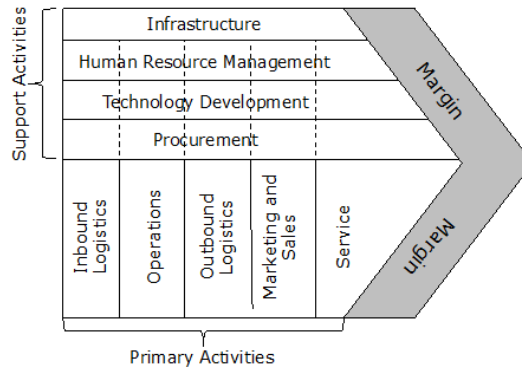 Support Activities
Infrastructure
Human Resource Management
Technology Development
Procurement
Inbound
Logistics
Operations
Outbound
Logistics
Marketing and
Sales
Service
Margin
Margin
Primary Activities